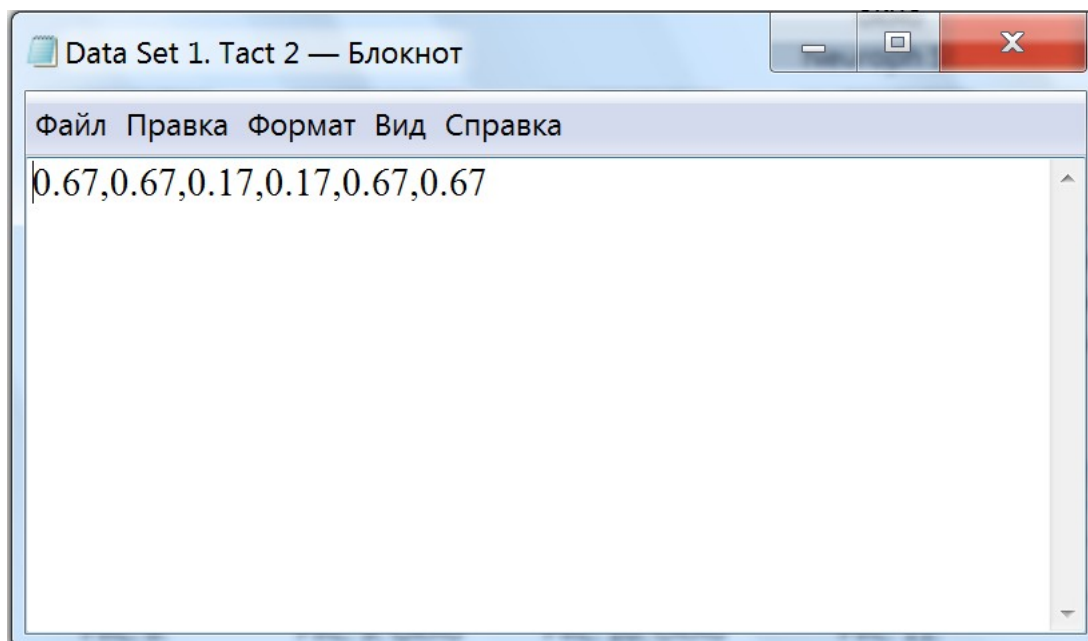 Data Set 1. Tact 2 — Блокнот
Файл Правка Формат Вид Справка
0.67,0.67,0.17,0.17,0.67,0.67